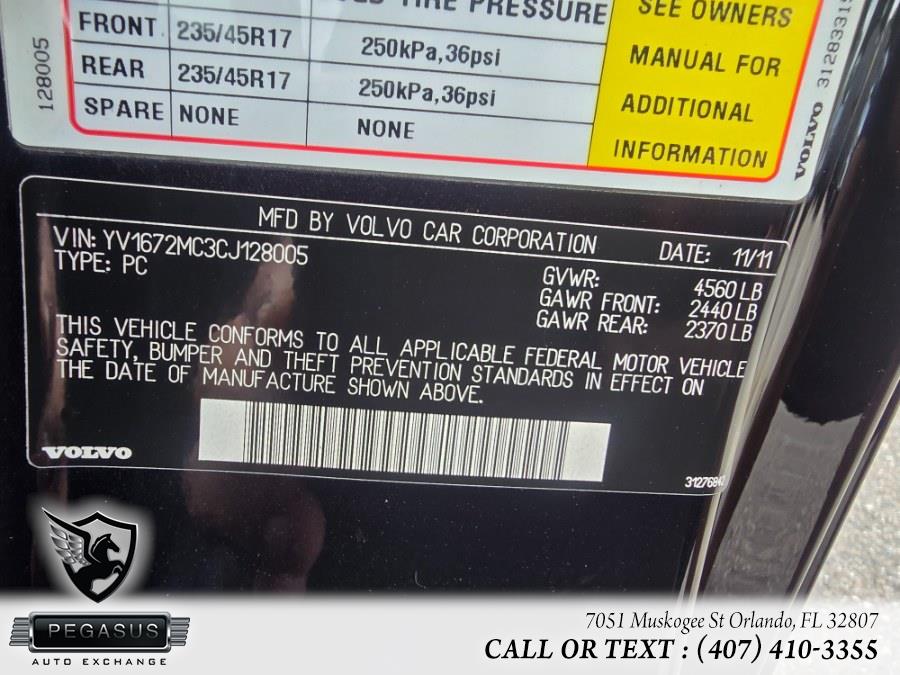 TIRE PRESSURE
SEE OWNERS
MANUAL FOR
ADDITIONAL
INFORMATION
FRONT 235/45R17 250kPa,36psi
REAR 235/45R17 250kPa,36psi
SPARE NONE NONE
128005
VOLVO
MFD BY VOLVO CAR CORPORATION DATE: 11/11
VIN: YV1672MC3CJ128005
TYPE: PC
GVWR: 4560 LB
GAWR FRONT: 2440 LB
GAWR REAR: 2370 LB
THIS VEHICLE CONFORMS TO ALL APPLICABLE FEDERAL MOTOR VEHICLE
SAFETY, BUMPER AND THEFT PREVENTION STANDARDS IN EFFECT ON
THE DATE OF MANUFACTURE SHOWN ABOVE.
VOLVO
PEGASUS
AUTO EXCHANGE
7051 Muskogee St Orlando, FL 32807
CALL OR TEXT : (407) 410-3355